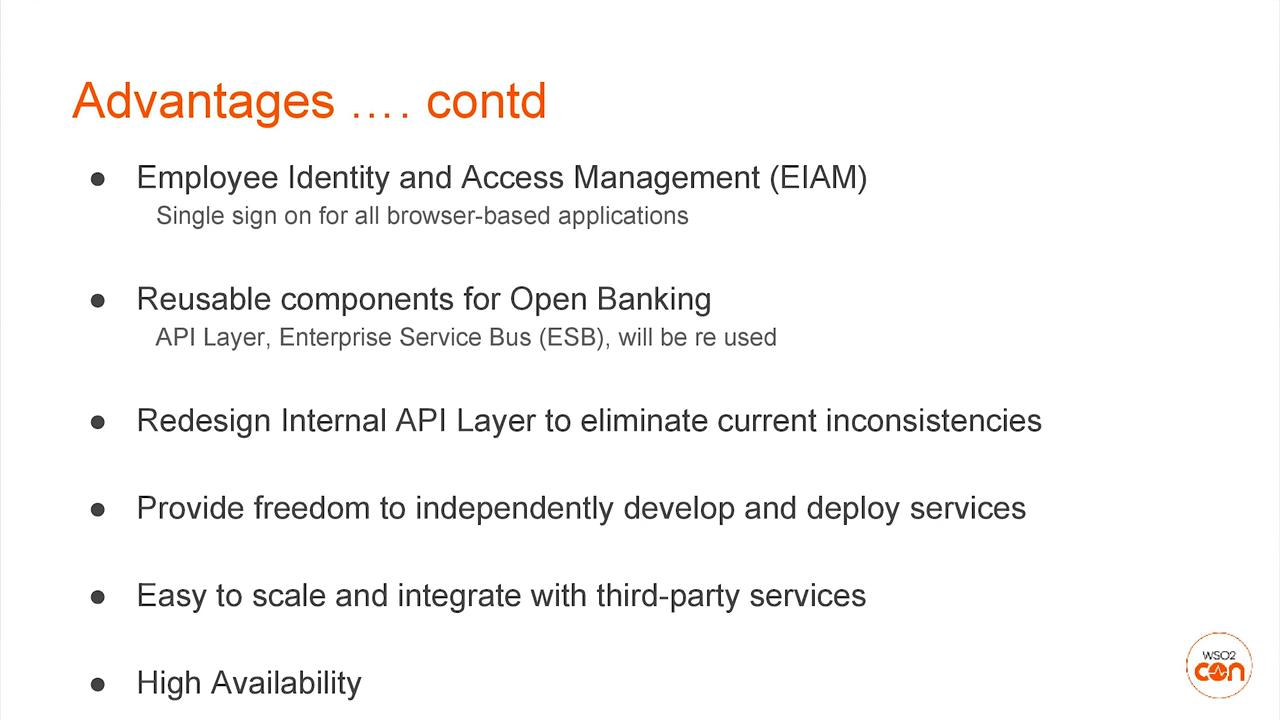 Advantages .... contd
● Employee Identity and Access Management (EIAM)
Single sign on for all browser-based applications
● Reusable components for Open Banking
API Layer, Enterprise Service Bus (ESB), will be re used
● Redesign Internal API Layer to eliminate current inconsistencies
● Provide freedom to independently develop and deploy services
● Easy to scale and integrate with third-party services
● High Availability
WSO2
con